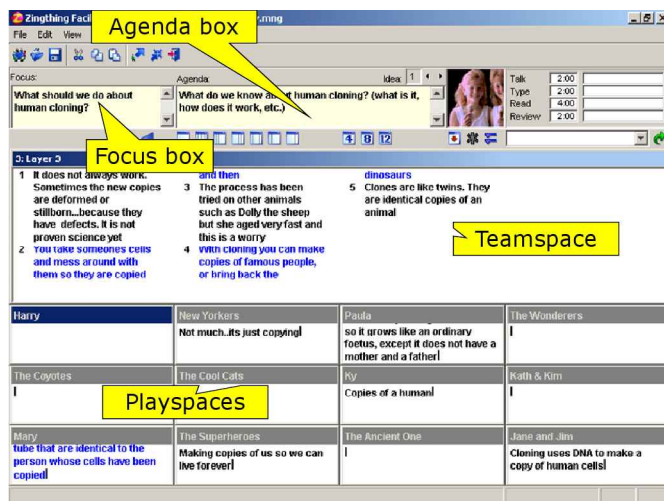 Zingthing Facil
y.mng
Agenda box
File Edit View
Focus:
Agenda:
Idea: 1
What should we do about
human cloning?
What do we know about human cloning? (what is it,
how does it work, etc.)
Talk 2:00
Type 2:00
Read 4:00
Review 2:00
4 8 12
Focus box
3: Layer 3
1 It does not always work.
Sometimes the new copies
are deformed or
stillborn...because they
have defects. It is not
proven science yet
2 You take someones cells
and mess around with
them so they are copied
and then
3 The process has been
tried on other animals
such as Dolly the sheep
but she aged very fast and
this is a worry
4 With cloning you can make
copies of famous people,
or bring back the
dinosaurs
5 Clones are like twins. They
are identical copies of an
animal
Teamspace
Harry
New Yorkers
Not much..its just copying
Paula
so it grows like an ordinary
foetus, except it does not have a
mother and a father
The Wonderers
The Coyotes
The Cool Cats
Ky
Copies of a human
Kath & Kim
Playspaces
Mary
tube that are identical to the
person whose cells have been
copied
The Superheroes
Making copies of us so we can
live forever
The Ancient One
Jane and Jim
Cloning uses DNA to make a
copy of human cells